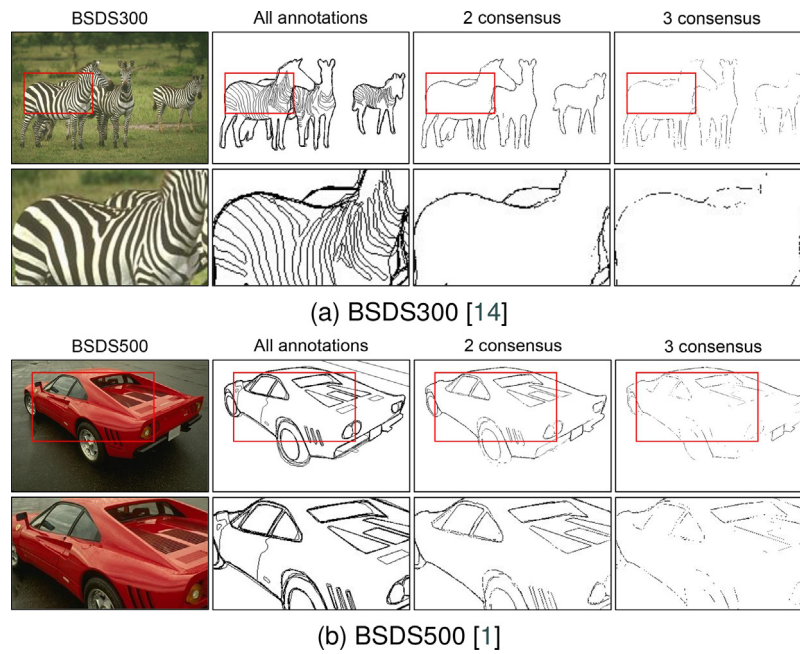 BSDS300 All annotations 2 consensus 3 consensus
(a) BSDS300 [14]
BSDS500 All annotations 2 consensus 3 consensus
(b) BSDS500 [1]